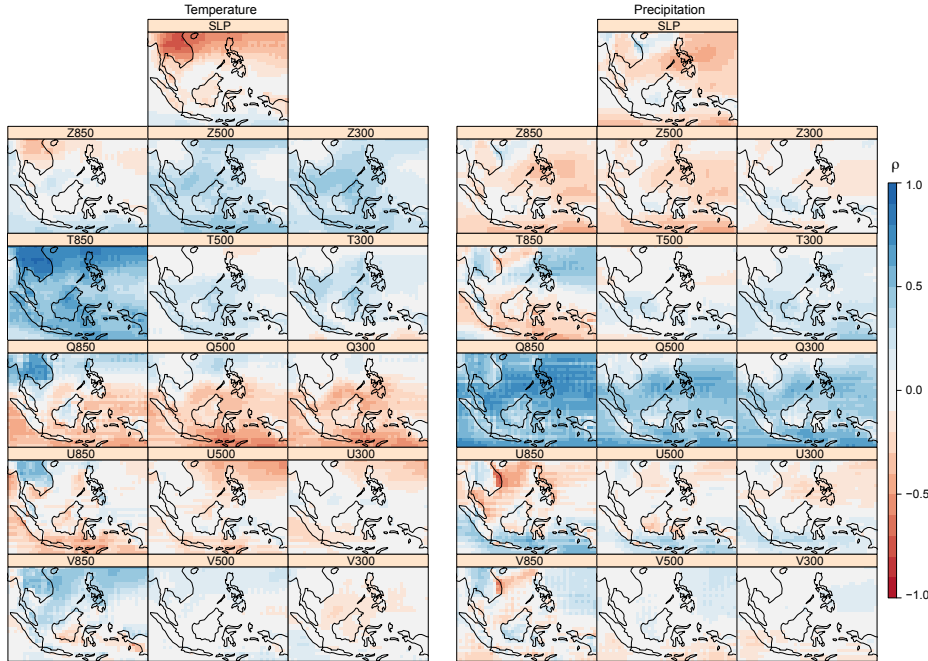 Temperature
Precipitation
SLP
SLP
Z850
Z500
Z300
Z850
Z500
Z300
T850
T500
T300
T850
T500
T300
Q850
Q500
Q300
Q850
Q500
Q300
U850
U500
U300
U850
U500
U300
V850
V500
V300
V850
V500
V300
ρ
1.0
0.5
0.0
−0.5
−1.0